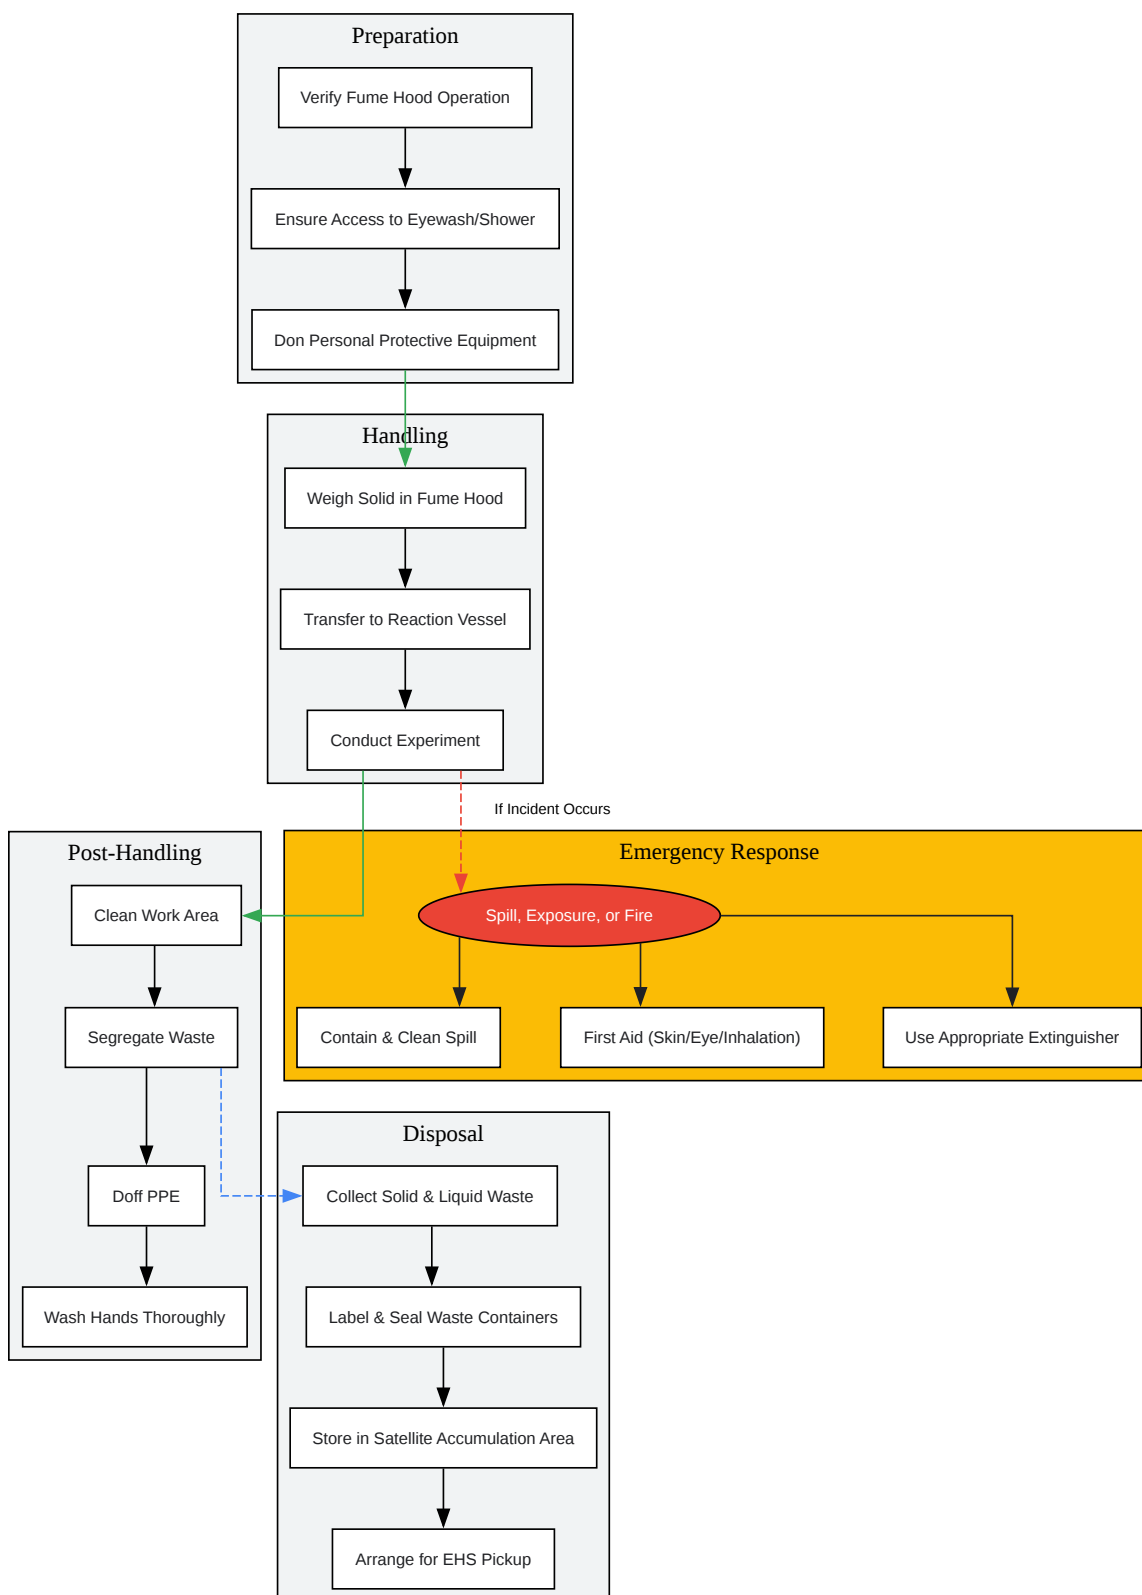 Preparation
Verify Fume Hood Operation
Ensure Access to Eyewash/Shower
Don Personal Protective Equipment
Handling
Weigh Solid in Fume Hood
Transfer to Reaction Vessel
Conduct Experiment
If Incident Occurs
Post-Handling
Clean Work Area
Segregate Waste
Doff PPE
Wash Hands Thoroughly
Emergency Response
Spill, Exposure, or Fire
Contain & Clean Spill
First Aid (Skin/Eye/Inhalation)
Use Appropriate Extinguisher
Disposal
Collect Solid & Liquid Waste
Label & Seal Waste Containers
Store in Satellite Accumulation Area
Arrange for EHS Pickup